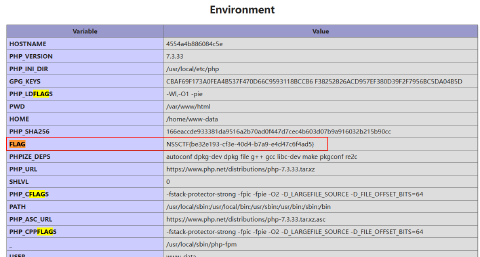 Environment
Variable Value
HOSTNAME 4554a4b886084c5e
PHP_VERSION 7.3.33
PHP_INI_DIR /usr/local/etc/php
GPG_KEYS CBAF69F173A0FEA4B537F470D66C9593118BCCB6 F38252826ACD957EF380D39F2F7956BC5DA04B5D
PHP_LDFLAGS -Wl,-O1 -pie
PWD /var/www/html
HOME /home/www-data
PHP_SHA256 166eaccde933381da9516a2b70ad0f447d7cec4b603d07b9a916032b215b90cc
FLAG NSSCTF{be32e193-cf3e-40d4-b7a9-e4d47c6f4ad5}
PHPIZE_DEPS autoconf dpkg-dev dpkg file g++ gcc libc-dev make pkgconf re2c
PHP_URL https://www.php.net/distributions/php-7.3.33.tar.xz
SHLVL 0
PHP_CFLAGS -fstack-protector-strong -fpic -fpie -O2 -D_LARGEFILE_SOURCE -D_FILE_OFFSET_BITS=64
PATH /usr/local/sbin:/usr/local/bin:/usr/sbin:/usr/bin:/sbin:/bin
PHP_ASC_URL https://www.php.net/distributions/php-7.3.33.tar.xz.asc
PHP_CPPFLAGS -fstack-protector-strong -fpic -fpie -O2 -D_LARGEFILE_SOURCE -D_FILE_OFFSET_BITS=64
_ /usr/local/sbin/php-fpm
USER www-data